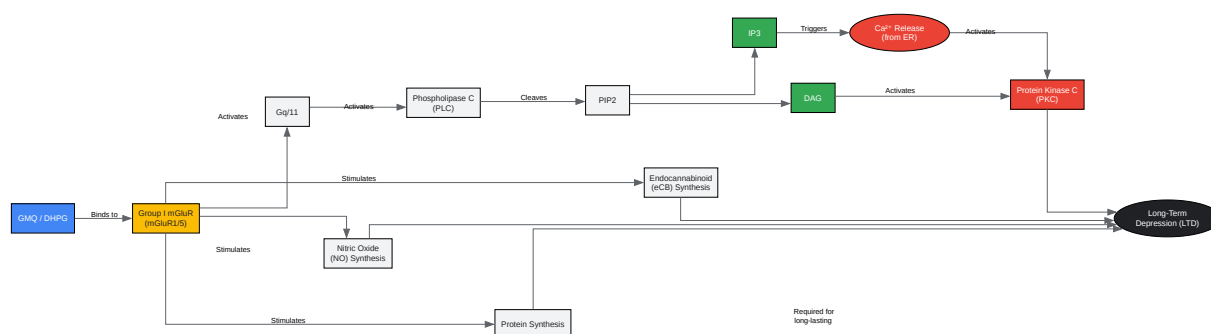 IP3
Triggers
Ca²⁺ Release
(from ER)
Activates
Gq/11
Activates
Activates
Phospholipase C
(PLC)
Cleaves
PIP2
DAG
Activates
Protein Kinase C
(PKC)
GMQ / DHPG
Binds to
Group I mGluR
(mGluR1/5)
Stimulates
Endocannabinoid
(eCB) Synthesis
Stimulates
Nitric Oxide
(NO) Synthesis
Long-Term
Depression (LTD)
Stimulates
Protein Synthesis
Required for
long-lasting